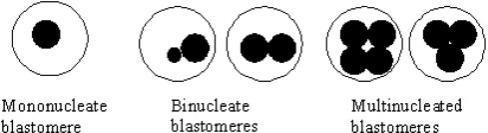 Mononucleate
blastomere
Binucleate
blastomeres
Multinucleated
blastomeres